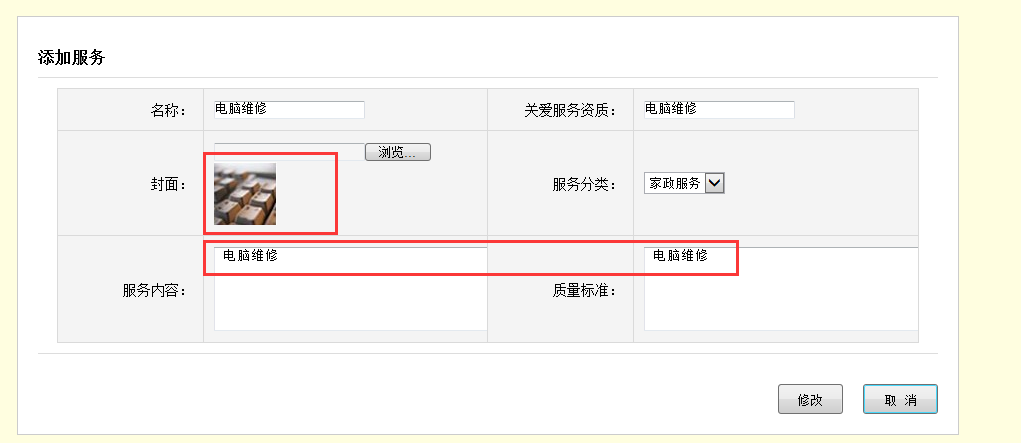 添加服务
名称： 电脑维修 关爱服务资质： 电脑维修
封面： 浏览... 服务分类： 家政服务
服务内容： 电脑维修 质量标准： 电脑维修
修改 取 消